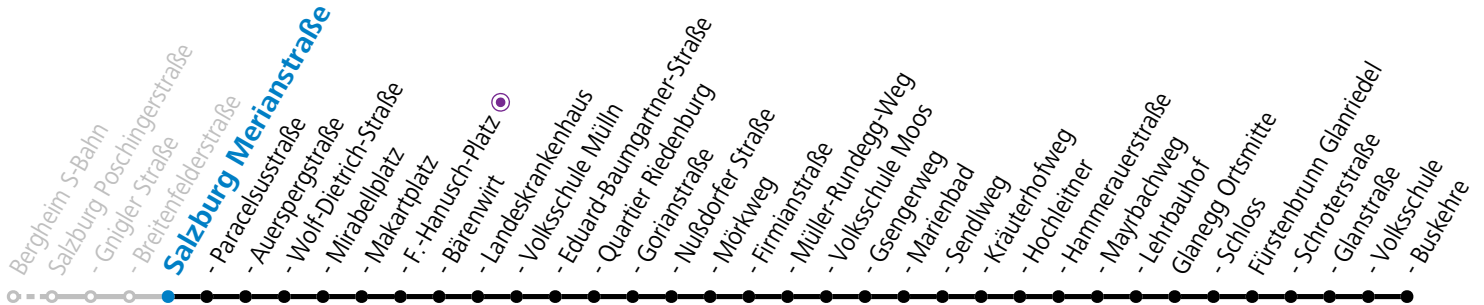 Bergheim S-Bahn
Salzburg Poschingerstraße
- Gnigler Straße
- Breitenfelderstraße
Salzburg Merianstraße
- Paracelsusstraße
- Auerspergstraße
- Wolf-Dietrich-Straße
- Mirabellplatz
- Makartplatz
- F.-Hanusch-Platz
- Bärenwirt
- Landeskrankenhaus
- Volksschule Mülln
- Eduard-Baumgartner-Straße
- Quartier Riedenburg
- Gorianstraße
- Nußdorfer Straße
- Mörkweg
- Firmianstraße
- Müller-Rundegg-Weg
- Volksschule Moos
- Gsengerweg
- Marienbad
- Sendlweg
- Kräuterhofweg
- Hochleitner
- Hammerauerstraße
- Mayrbachweg
- Lehrbauhof
Glanegg Ortsmitte
- Schloss
Fürstenbrunn Glanriedel
- Schroterstraße
- Glanstraße
- Volksschule
- Buskehre